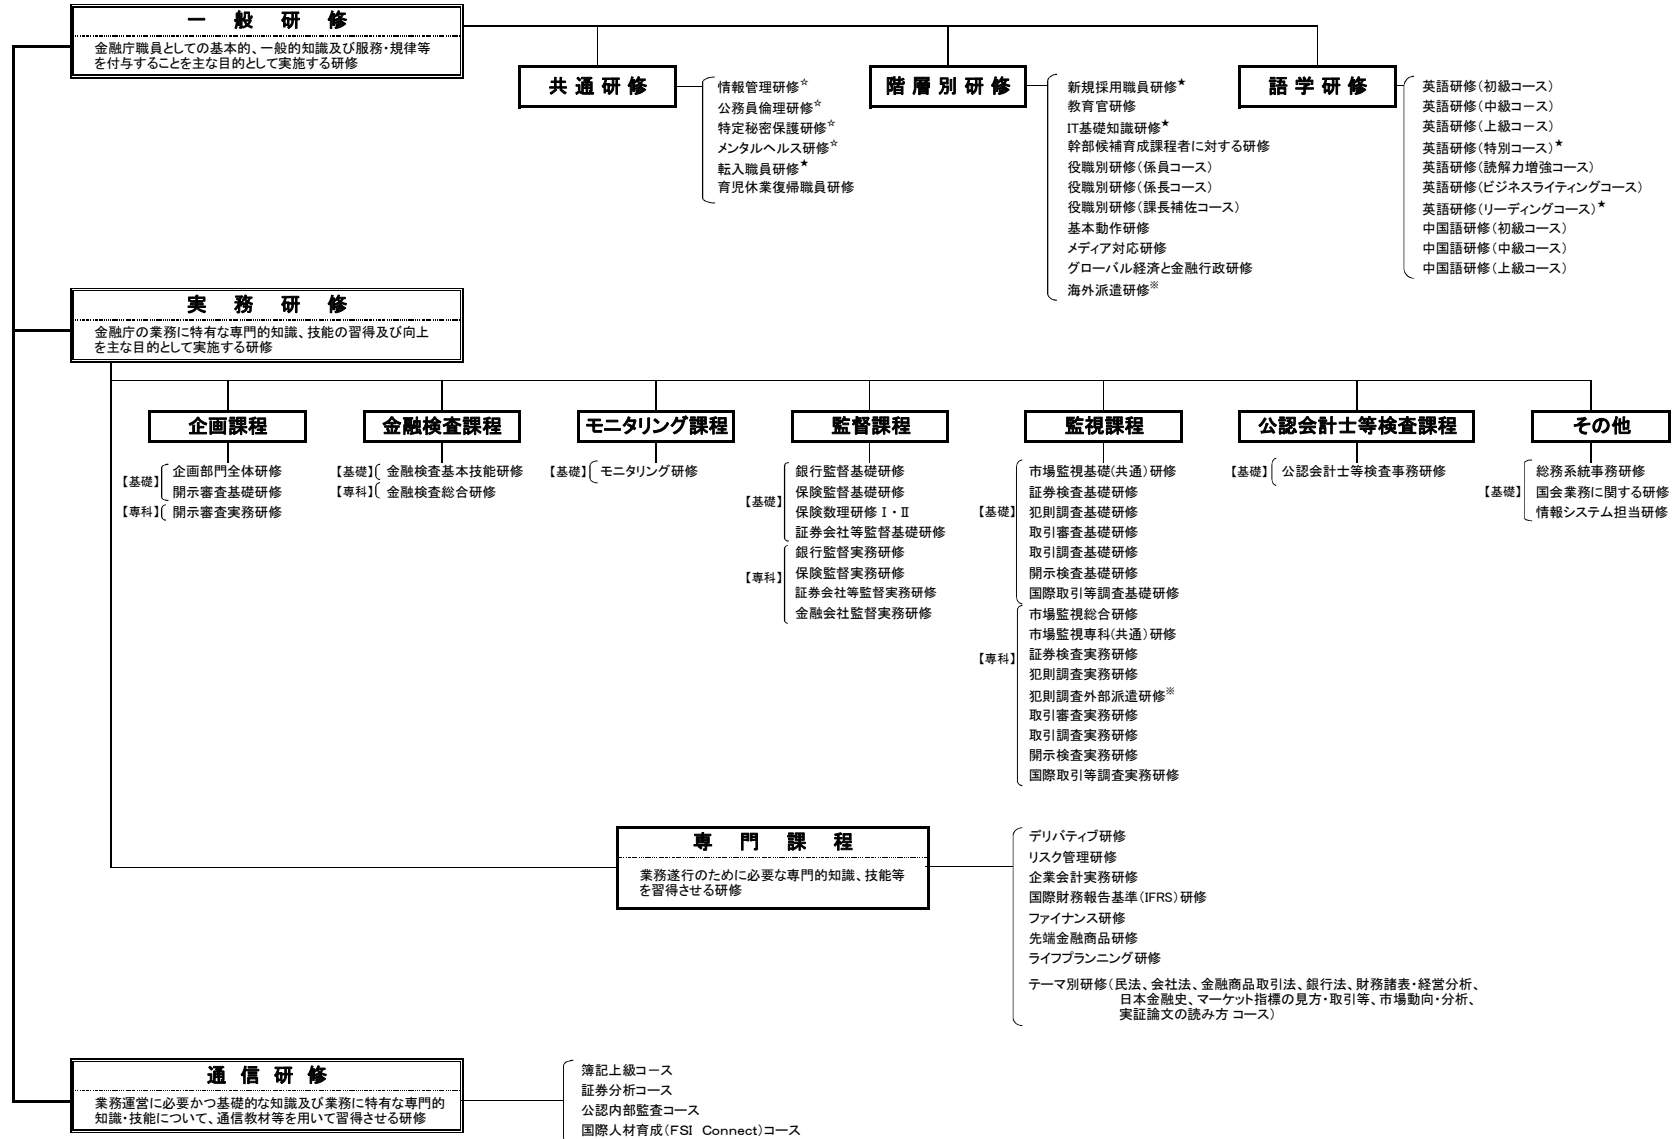 一般研修
金融庁職員としての基本的、一般的知識及び服務・規律等
を付与することを主な目的として実施する研修
共通研修
情報管理研修☆
公務員倫理研修☆
特定秘密保護研修☆
メンタルヘルス研修☆
転入職員研修★
育児休業復帰職員研修
階層別研修
新規採用職員研修★
教育官研修
IT基礎知識研修★
幹部候補育成課程者に対する研修
役職別研修（係員コース）
役職別研修（係長コース）
役職別研修（課長補佐コース）
基本動作研修
メディア対応研修
グローバル経済と金融行政研修
海外派遣研修※
語学研修
英語研修（初級コース）
英語研修（中級コース）
英語研修（上級コース）
英語研修（特別コース）★
英語研修（読解力増強コース）
英語研修（ビジネスライティングコース）
英語研修（リーディングコース）★
中国語研修（初級コース）
中国語研修（中級コース）
中国語研修（上級コース）
実務研修
金融庁の業務に特有な専門的知識、技能の習得及び向上
を主な目的として実施する研修
企画課程
【基礎】
企画部門全体研修
開示審査基礎研修
【専科】
開示審査実務研修
金融検査課程
【基礎】
金融検査基本技能研修
【専科】
金融検査総合研修
モニタリング課程
【基礎】
モニタリング研修
監督課程
【基礎】
銀行監督基礎研修
保険監督基礎研修
保険数理研修Ⅰ・Ⅱ
証券会社等監督基礎研修
【専科】
銀行監督実務研修
保険監督実務研修
証券会社等監督実務研修
金融会社監督実務研修
監視課程
【基礎】
市場監視基礎(共通)研修
証券検査基礎研修
犯則調査基礎研修
取引審査基礎研修
取引調査基礎研修
開示検査基礎研修
国際取引等調査基礎研修
【専科】
市場監視総合研修
市場監視専科(共通)研修
証券検査実務研修
犯則調査実務研修
犯則調査外部派遣研修※
取引審査実務研修
取引調査実務研修
開示検査実務研修
国際取引等調査実務研修
公認会計士等検査課程
【基礎】
公認会計士等検査事務研修
その他
【基礎】
総務系統事務研修
国会業務に関する研修
情報システム担当研修
専門課程
業務遂行のために必要な専門的知識、技能等
を習得させる研修
デリバティブ研修
リスク管理研修
企業会計実務研修
国際財務報告基準（IFRS）研修
ファイナンス研修
先端金融商品研修
ライフプランニング研修
テーマ別研修（民法、会社法、金融商品取引法、銀行法、財務諸表・経営分析、
日本金融史、マーケット指標の見方・取引等、市場動向・分析、
実証論文の読み方 コース）
通信研修
業務運営に必要かつ基礎的な知識及び業務に特有な専門的
知識・技能について、通信教材等を用いて習得させる研修
簿記上級コース
証券分析コース
公認内部監査コース
国際人材育成（FSI Connect）コース